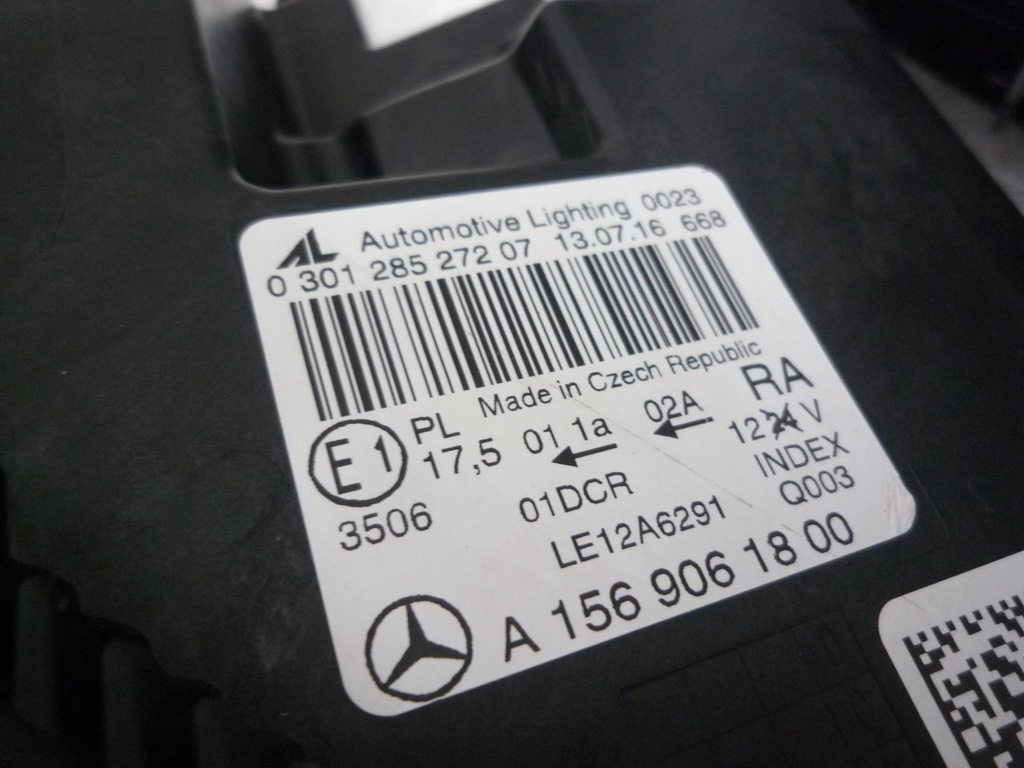 AL Automotive Lighting 0023
0 301 285 272 07 13.07.16 668
Made in Czech Republic
E1 PL 01 1a 02A RA
17,5 12 24 V
3506 01DCR INDEX
LE12A6291 Q003
A 156 906 18 00